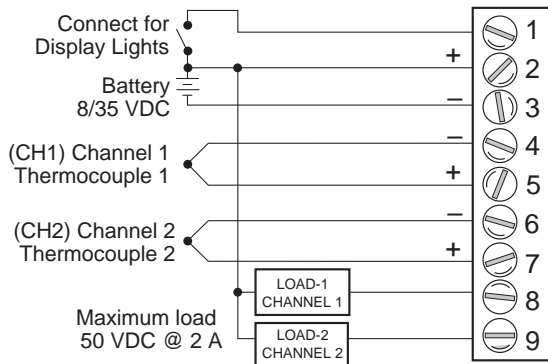 Connect for
Display Lights
Battery
8/35 VDC
(CH1) Channel 1
Thermocouple 1
(CH2) Channel 2
Thermocouple 2
Maximum load
50 VDC @ 2 A
LOAD-1
CHANNEL 1
LOAD-2
CHANNEL 2
+
–
–
+
–
+
1
2
3
4
5
6
7
8
9